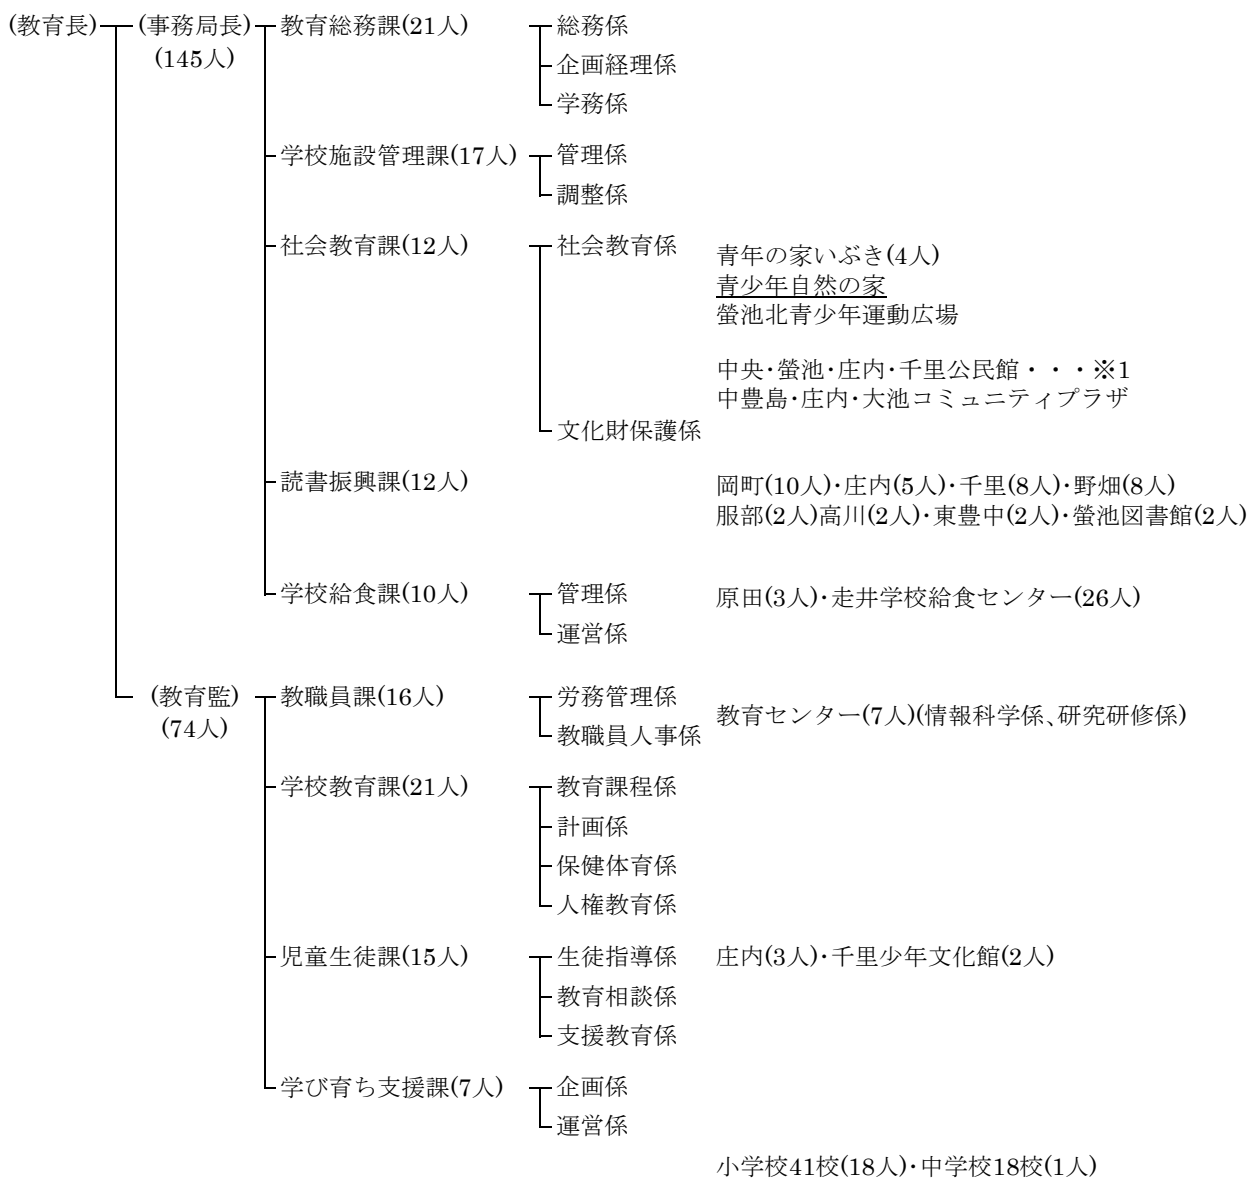 (教育長) (事務局長) 教育総務課(21人) 総務係
(145人) 企画経理係
学務係
学校施設管理課(17人) 管理係
調整係
社会教育課(12人) 社会教育係 青年の家いぶき(4人)
青少年自然の家
螢池北青少年運動広場
中央･螢池･庄内･千里公民館・・・※1
中豊島･庄内･大池コミュニティプラザ
文化財保護係
読書振興課(12人) 岡町(10人)･庄内(5人)･千里(8人)･野畑(8人)
服部(2人)高川(2人)･東豊中(2人)･螢池図書館(2人)
学校給食課(10人) 管理係 原田(3人)･走井学校給食センター(26人)
運営係
(教育監) 教職員課(16人) 労務管理係
(74人) 教職員人事係 教育センター(7人)(情報科学係､研究研修係)
学校教育課(21人) 教育課程係
計画係
保健体育係
人権教育係
児童生徒課(15人) 生徒指導係 庄内(3人)･千里少年文化館(2人)
教育相談係
支援教育係
学び育ち支援課(7人) 企画係
運営係
小学校41校(18人)･中学校18校(1人)